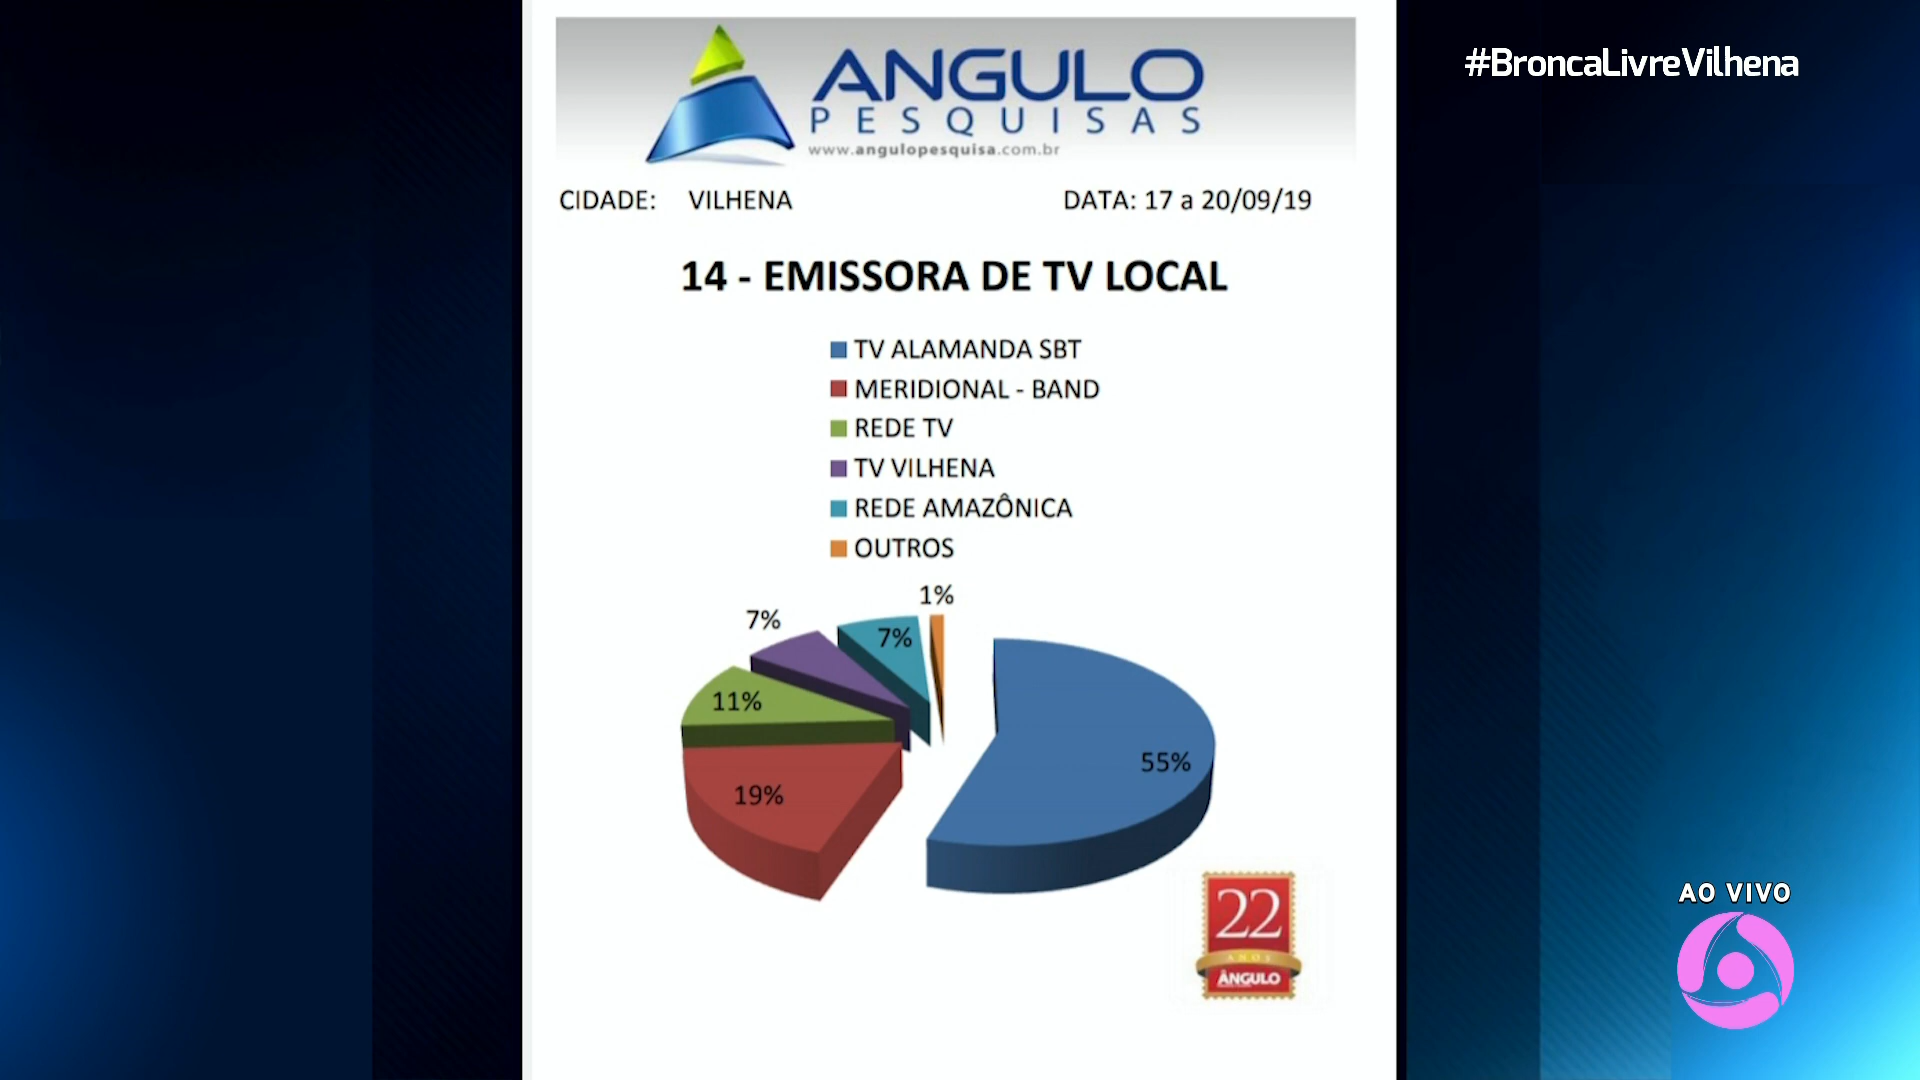 #BroncaLivreVilhena
ANGULO
PESQUISAS
www.angulopesquisa.com.br
CIDADE: VILHENA DATA: 17 a 20/09/19
14 - EMISSORA DE TV LOCAL
TV ALAMANDA SBT
MERIDIONAL - BAND
REDE TV
TV VILHENA
REDE AMAZÔNICA
OUTROS
1%
7%
7%
11%
55%
19%
22
ANOS
ÂNGULO
AO VIVO